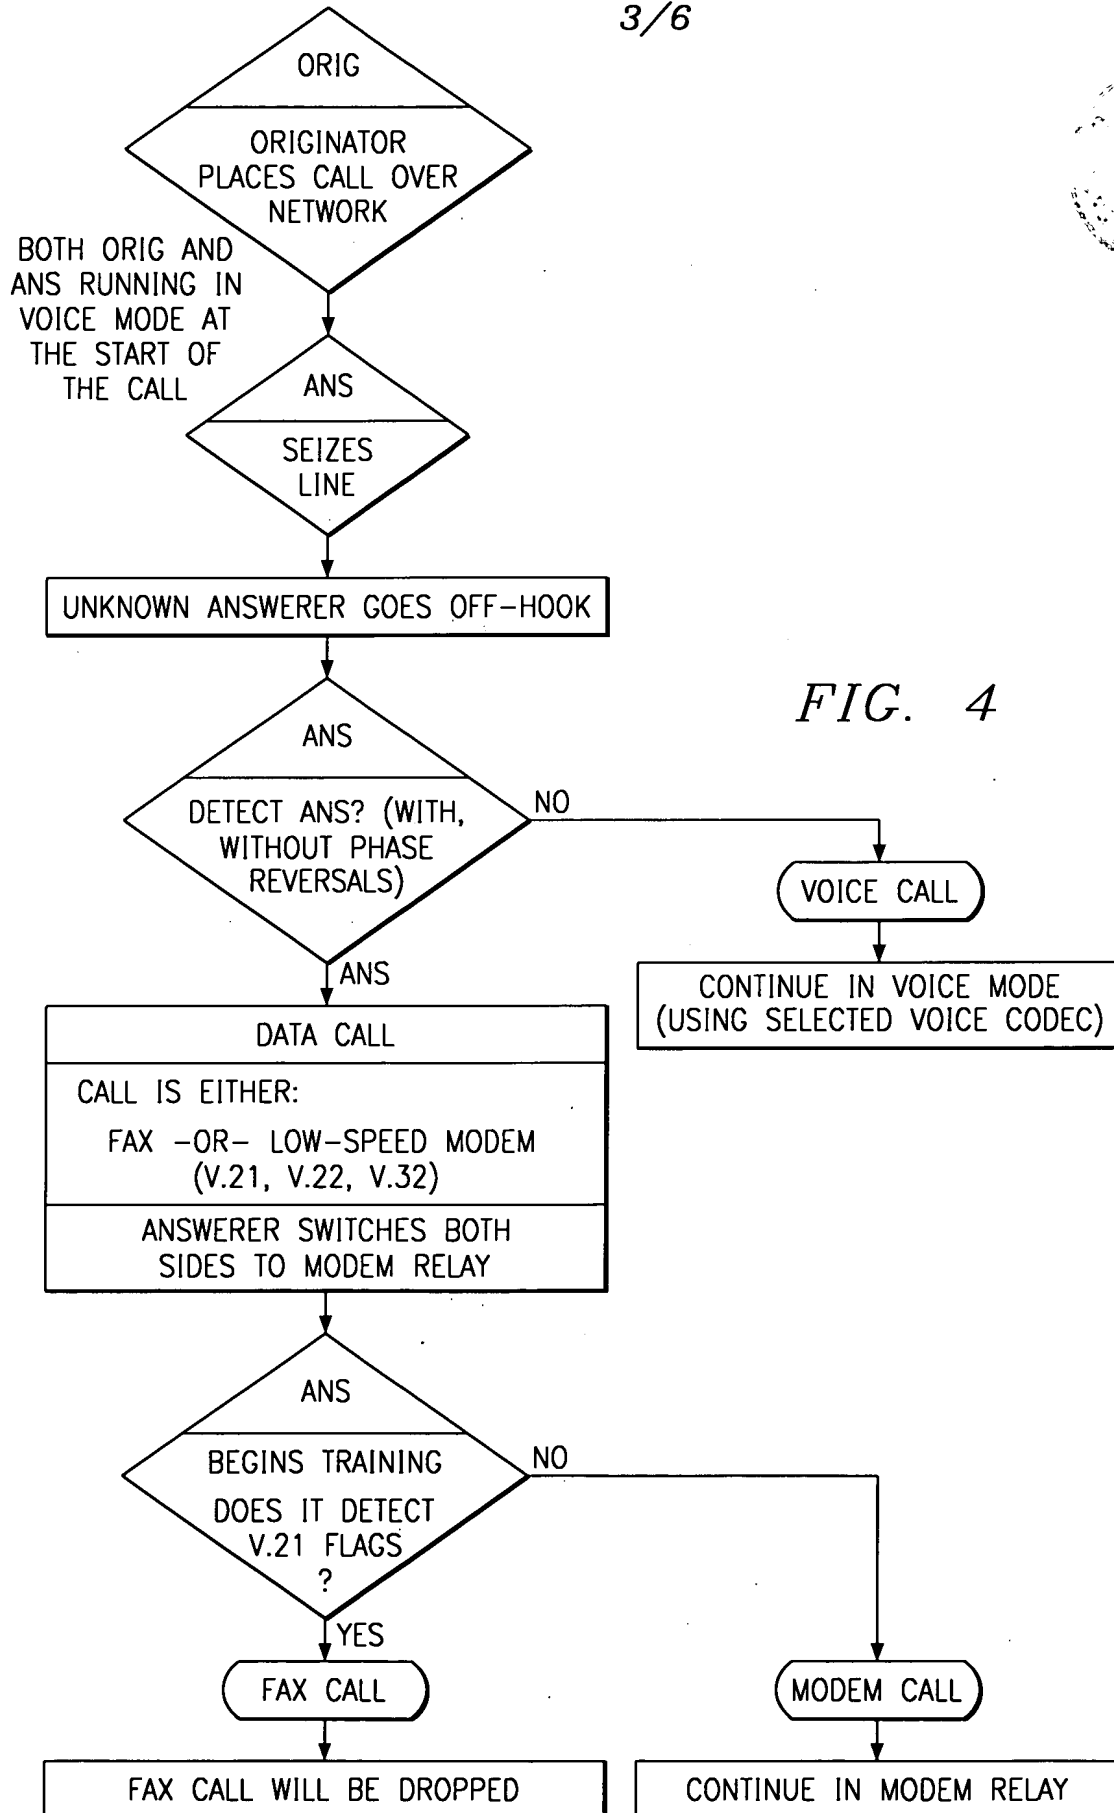 3/6
ORIG
ORIGINATOR
PLACES CALL OVER
NETWORK
BOTH ORIG AND
ANS RUNNING IN
VOICE MODE AT
THE START OF
THE CALL
ANS
SEIZES
LINE
UNKNOWN ANSWERER GOES OFF-HOOK
FIG. 4
ANS
DETECT ANS? (WITH,
WITHOUT PHASE
REVERSALS)
NO
VOICE CALL
CONTINUE IN VOICE MODE
(USING SELECTED VOICE CODEC)
ANS
DATA CALL
CALL IS EITHER:
FAX -OR- LOW-SPEED MODEM
(V.21, V.22, V.32)
ANSWERER SWITCHES BOTH
SIDES TO MODEM RELAY
ANS
BEGINS TRAINING
DOES IT DETECT
V.21 FLAGS
?
NO
YES
FAX CALL
MODEM CALL
FAX CALL WILL BE DROPPED
CONTINUE IN MODEM RELAY